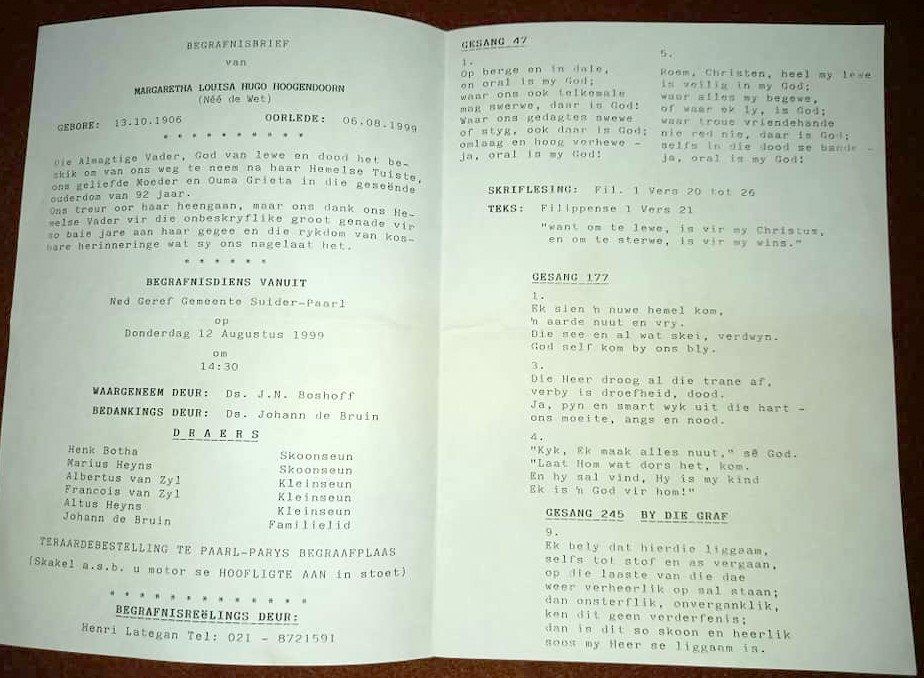 BEGRAFNISBRIEF
van
MARGARETHA LOUISA HUGO HOOGENDOORN
(Néé de Wet)
GEBORE: 13.10.1906 OORLEDE: 06.08.1999
* * * * * * * * * *
Die Almagtige Vader, God van lewe en dood het be-
skik om van ons weg te neem na haar Hemelse Tuiste,
ons geliefde Moeder en Ouma Grieta in die geseënde
ouderdom van 92 jaar.
Ons treur oor haar heengaan, maar ons dank ons He-
melse Vader vir die onbeskryflike groot genade vir
so baie jare aan haar gegee en die rykdom van kos-
bare herinneringe wat sy ons nagelaat het.
* * * * * *
BEGRAFNISDIENS VANUIT
Ned Geref Gemeente Suider-Paarl
op
Donderdag 12 Augustus 1999
om
14:30
WAARGENEEM DEUR: Ds. J.N. Boshoff
BEDANKINGS DEUR: Ds. Johann de Bruin
D R A E R S
Henk Botha Skoonseun
Marius Heyns Skoonseun
Albertus van Zyl Kleinseun
Francois van Zyl Kleinseun
Altus Heyns Kleinseun
Johann de Bruin Familielid
TERAARDEBESTELLING TE PAARL-PARYS BEGRAAFPLAAS
(Skakel a.s.b. u motor se HOOFLIGTE AAN in stoet)
* * * * * * * * * * * * *
BEGRAFNISREëLINGS DEUR:
Henri Lategan Tel: 021 - 8721591
GESANG 47
1.
Op berge en in dale,
en oral is my God;
waar ons ook telkemale
mag swerwe, daar is God!
Waar ons gedagtes swewe
of styg, ook daar is God;
omlaag en hoog verhewe -
ja, oral is my God!
5.
Roem, Christen, heel my lewe
is veilig in my God;
waar alles my begewe,
of waar ek ly, is God;
waar troue vriendehande
nie red nie, daar is God;
selfs in die dood se bande -
ja, oral is my God!
SKRIFLESING: Fil. 1 Vers 20 tot 26
TEKS: Filippense 1 Vers 21
"want om te lewe, is vir my Christus,
en om te sterwe, is vir my wins."
GESANG 177
1.
Ek sien 'n nuwe hemel kom,
'n aarde nuut en vry.
Die see en al wat skei, verdwyn.
God self kom by ons bly.
3.
Die Heer droog al die trane af,
verby is droefheid, dood.
Ja, pyn en smart wyk uit die hart -
ons moeite, angs en nood.
4.
"Kyk, Ek maak alles nuut," sê God.
"Laat Hom wat dors het, kom.
En hy sal vind, Hy is my kind
Ek is 'n God vir hom!"
GESANG 245 BY DIE GRAF
9.
Ek bely dat hierdie liggaam,
selfs tot stof en as vergaan,
op die laaste van die dae
weer verheerlik op sal staan;
dan onsterflik, onverganklik,
ken dit geen verderfenis;
dan is dit so skoon en heerlik
soos my Heer se liggaam is.